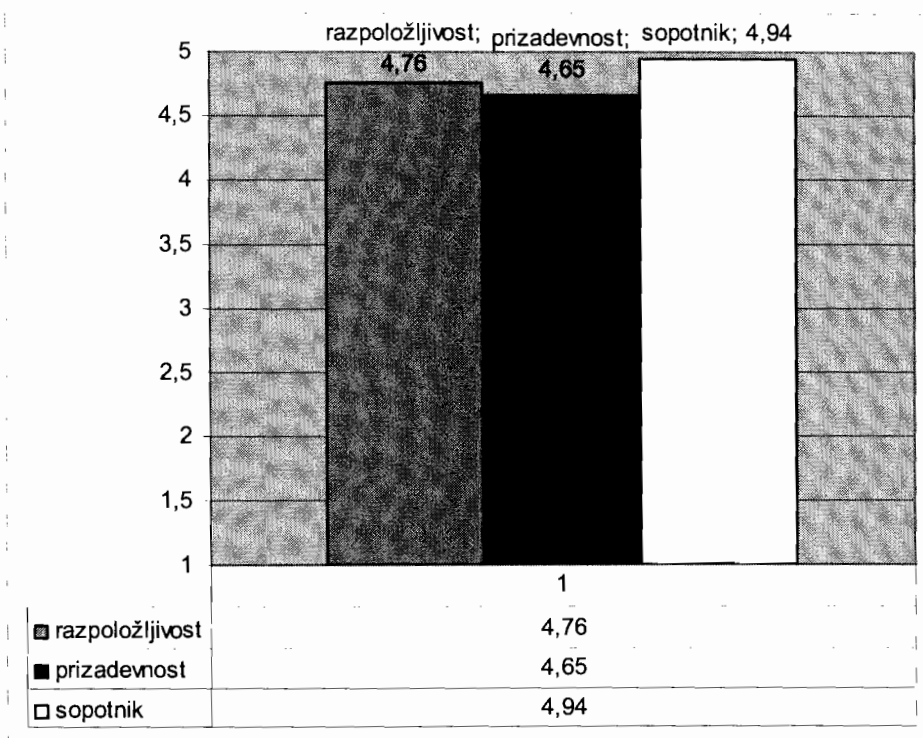 razpoložljivost; prizadevnost; sopotnik; 4,94
4,76 4,65
5
4,5
4
3,5
3
2,5
2
1,5
1
1
razpoložljivost 4,76
prizadevnost 4,65
sopotnik 4,94